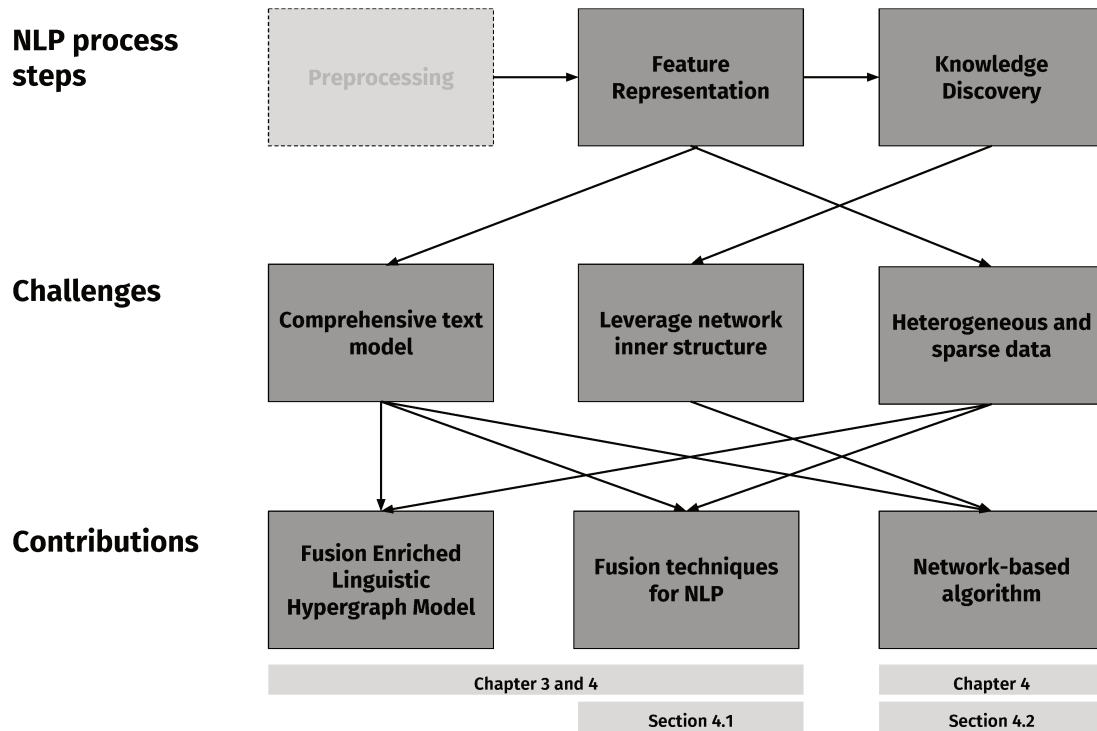 NLP process
steps
Preprocessing
Feature
Representation
Knowledge
Discovery
Challenges
Comprehensive text
model
Leverage network
inner structure
Heterogeneous and
sparse data
Contributions
Fusion Enriched
Linguistic
Hypergraph Model
Fusion techniques
for NLP
Network-based
algorithm
Chapter 3 and 4
Chapter 4
Section 4.1
Section 4.2